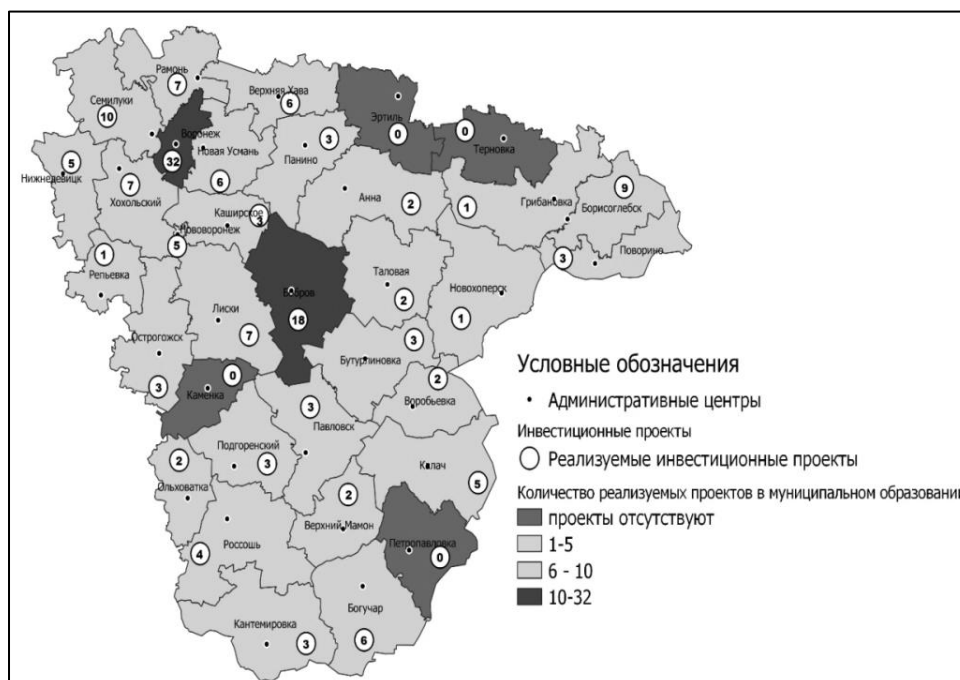 Рамонь
7
Верхняя Хава
6
Семилуки
10
Эртиль
0
0
Терновка
Воронеж
32
Новая Усмань
6
Панино
3
5
Нижнедевицк
7
Хохольский
Анна
2
1
Грибановка
9
Борисоглебск
Каширское
3
Нововоронеж
5
3
Поворино
1
Репьевка
Бобров
18
Таловая
2
Новохоперск
1
Лиски
7
3
Бутурлиновка
Острогожск
3
0
Каменка
2
Воробьевка
3
Павловск
Подгоренский
3
2
Ольховатка
Калач
5
2
Верхний Мамон
Россошь
4
Петропавловка
0
Богучар
6
Кантемировка
3
Условные обозначения
Административные центры
Инвестиционные проекты
Реализуемые инвестиционные проекты
Количество реализуемых проектов в муниципальном образовани
проекты отсутствуют
1-5
6 - 10
10-32